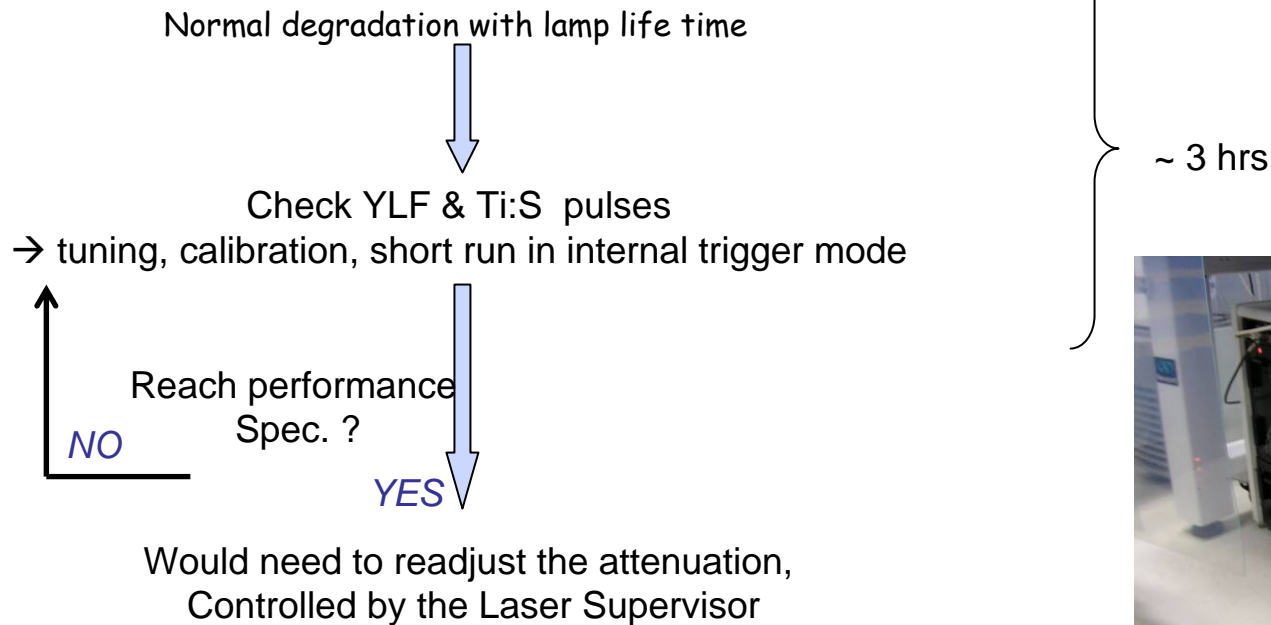 Normal degradation with lamp life time
~ 3 hrs
Check YLF & Ti:S pulses
→ tuning, calibration, short run in internal trigger mode
Reach performance
Spec. ?
NO
YES
Would need to readjust the attenuation,
Controlled by the Laser Supervisor